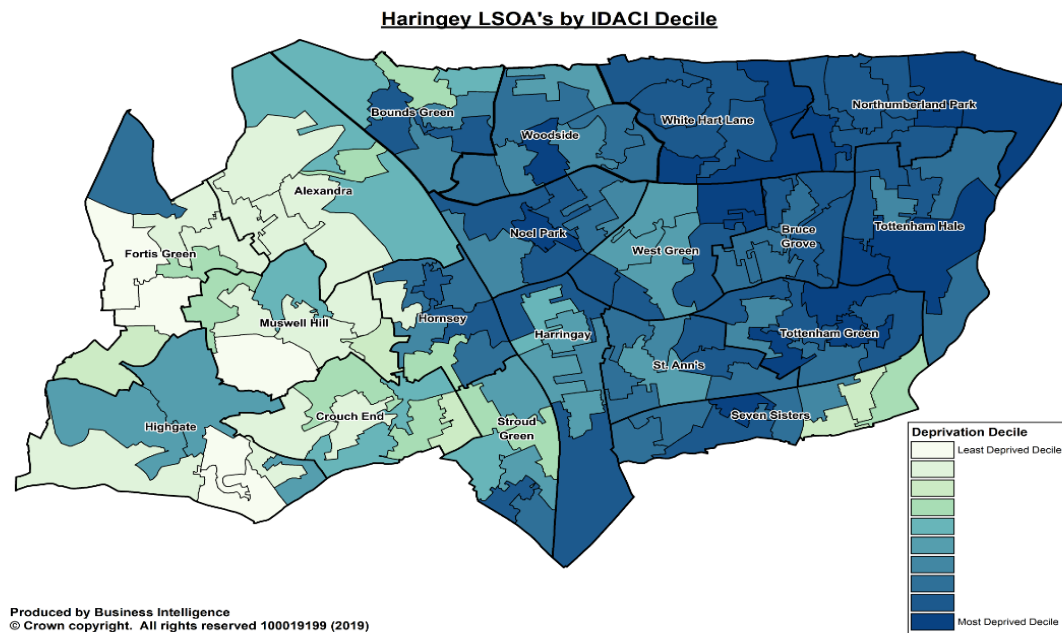 Haringey LSOA's by IDACI Decile
Bounds Green
Woodside
White Hart Lane
Northumberland Park
Alexandra
Fortis Green
Noel Park
West Green
Bruce
Grove
Tottenham Hale
Muswell Hill
Hornsey
Harringay
Tottenham Green
St. Ann's
Highgate
Crouch End
Stroud
Green
Seven Sisters
Deprivation Decile
Least Deprived Decile
Most Deprived Decile
Produced by Business Intelligence
© Crown copyright. All rights reserved 100019199 (2019)